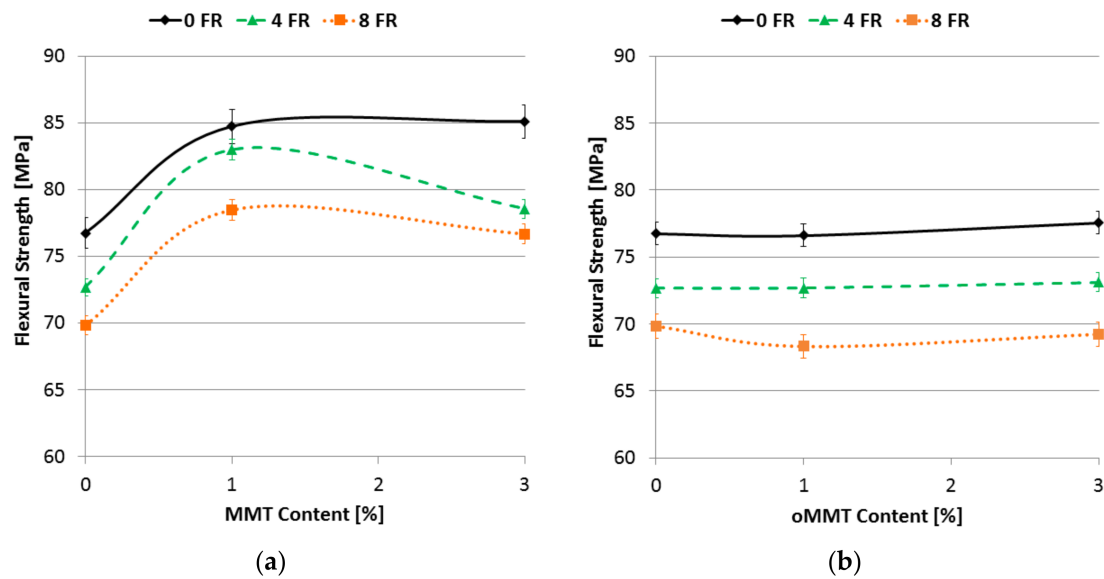 0 FR 4 FR 8 FR
90
85
80
75
70
65
60
Flexural Strength [MPa]
0 1 2 3
MMT Content [%]
(a)
0 FR 4 FR 8 FR
90
85
80
75
70
65
60
Flexural Strength [MPa]
0 1 2 3
oMMT Content [%]
(b)